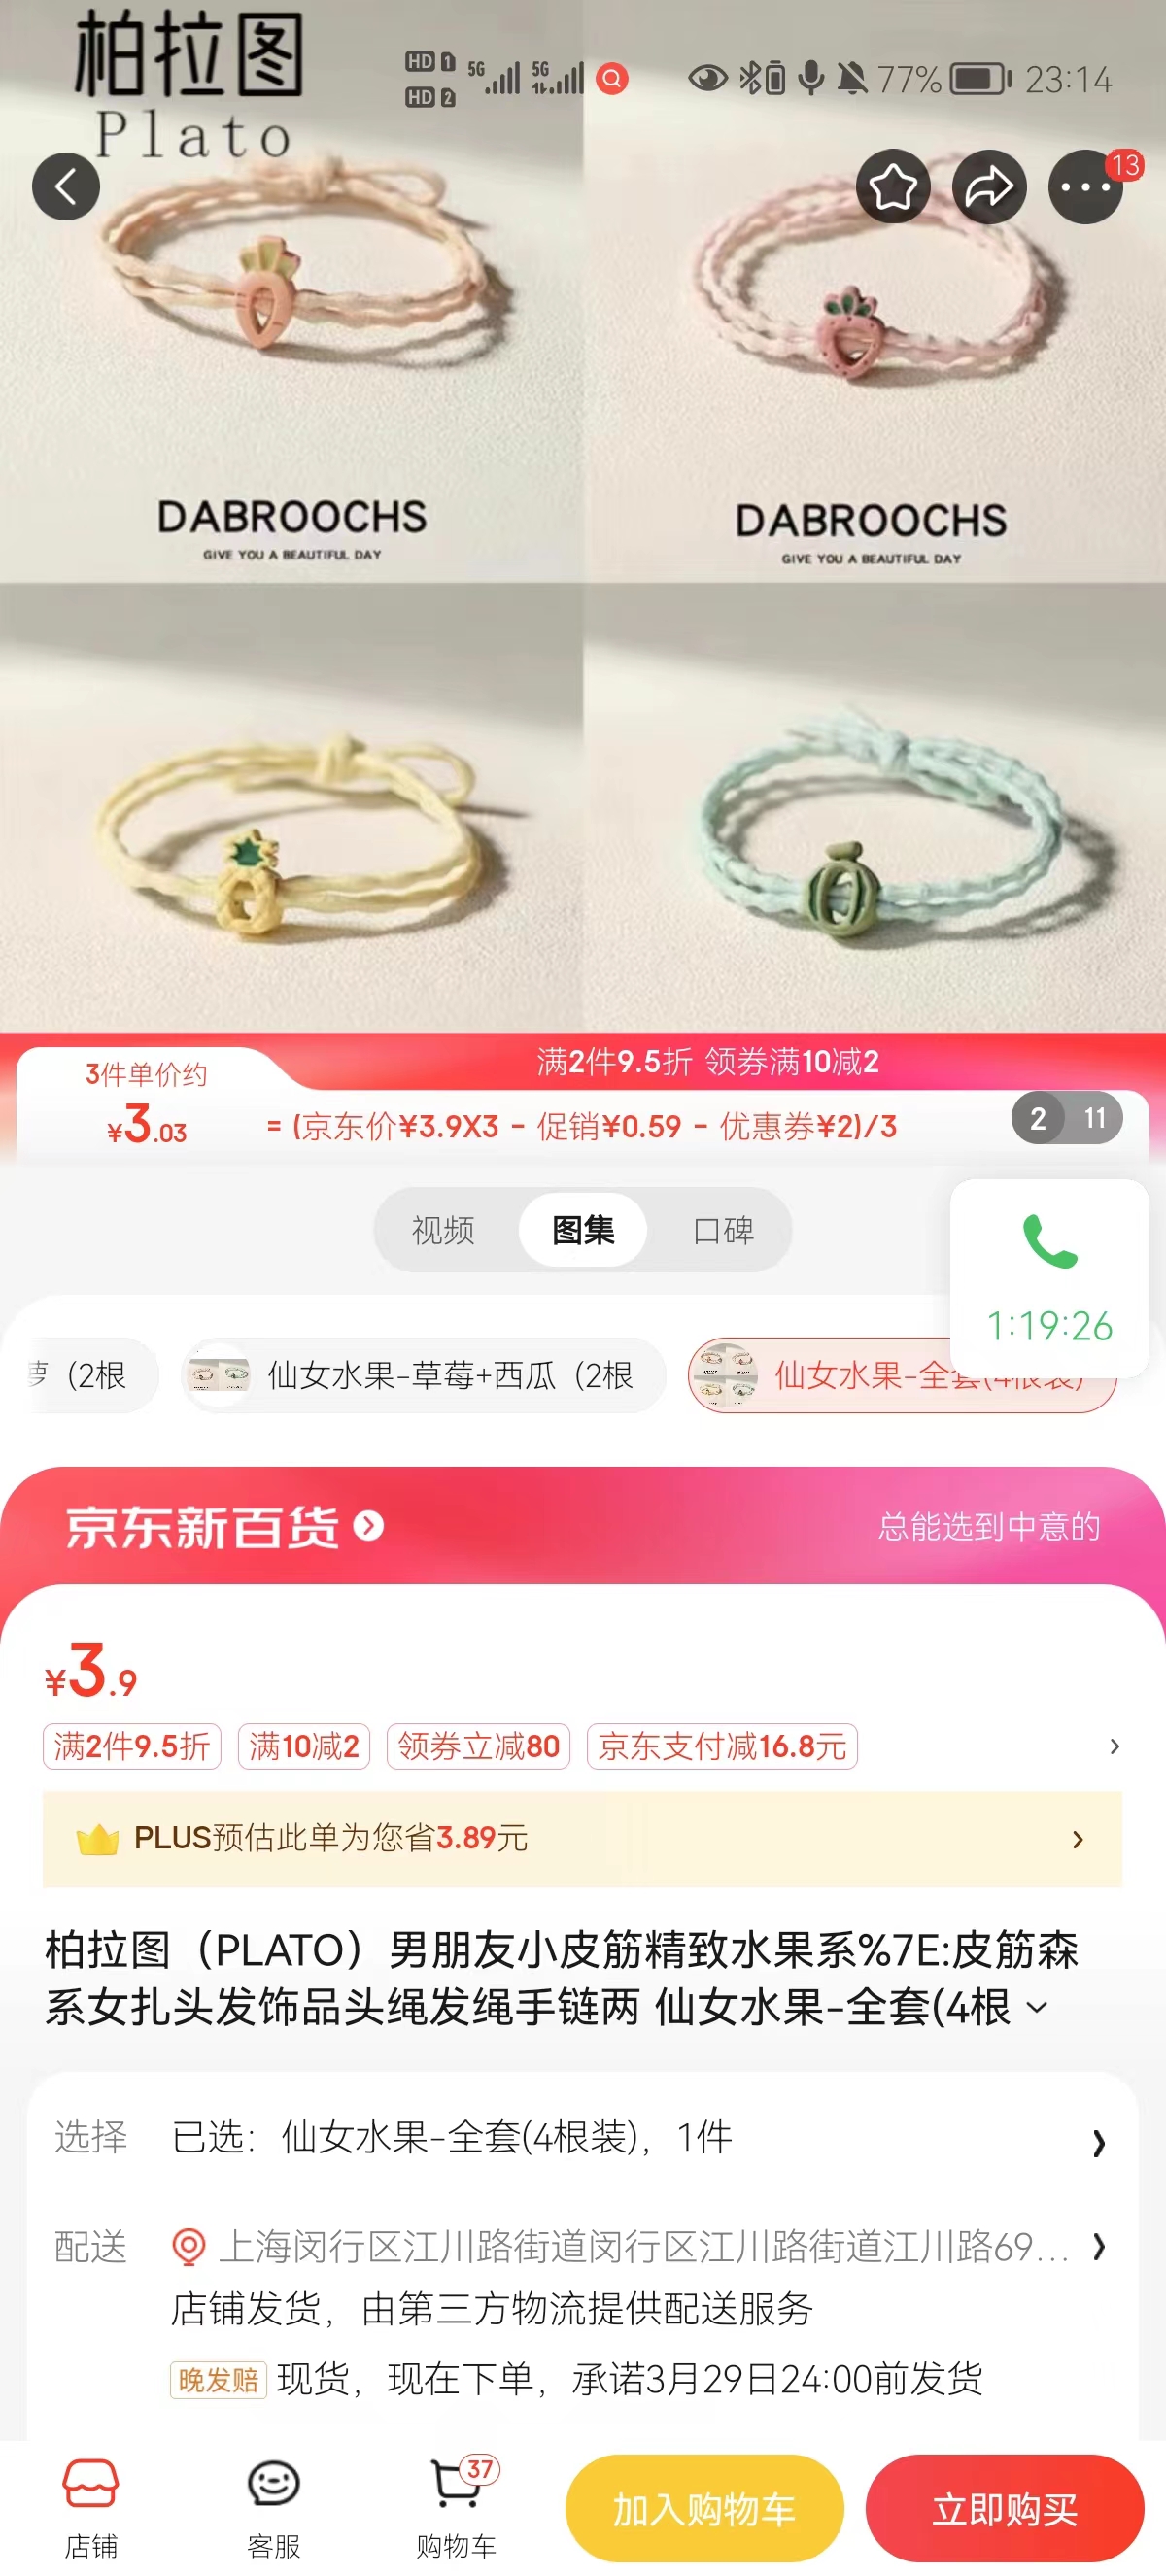 柏拉图
Plato
HD 1
HD 2
5G
5G
77%
23:14
13
DABROOCHS
GIVE YOU A BEAUTIFUL DAY
DABROOCHS
GIVE YOU A BEAUTIFUL DAY
满2件9.5折 领券满10减2
3件单价约
¥3.03
= (京东价¥3.9X3 - 促销¥0.59 - 优惠券¥2)/3
2 11
视频
图集
口碑
1:19:26
萝（2根
仙女水果-草莓+西瓜（2根
仙女水果-全套(4根装)
京东新百货
总能选到中意的
¥3.9
满2件9.5折
满10减2
领券立减80
京东支付减16.8元
PLUS预估此单为您省3.89元
柏拉图（PLATO）男朋友小皮筋精致水果系%7E:皮筋森
系女扎头发饰品头绳发绳手链两 仙女水果-全套(4根
选择
已选：仙女水果-全套(4根装)，1件
配送
上海闵行区江川路街道闵行区江川路街道江川路69...
店铺发货，由第三方物流提供配送服务
晚发赔 现货，现在下单，承诺3月29日24:00前发货
37
店铺
客服
购物车
加入购物车
立即购买